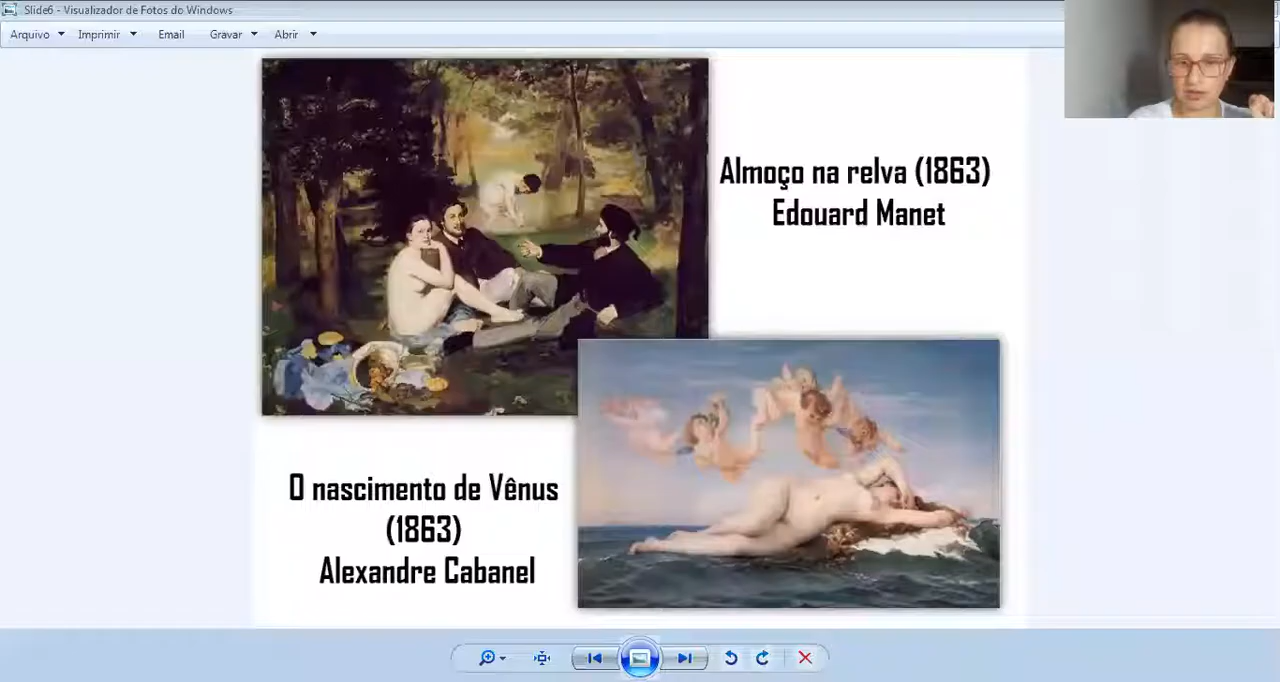 Slide6 - Visualizador de Fotos do Windows
Arquivo Imprimir Email Gravar Abrir
Almoço na relva (1863)
Edouard Manet
O nascimento de Vênus
(1863)
Alexandre Cabanel